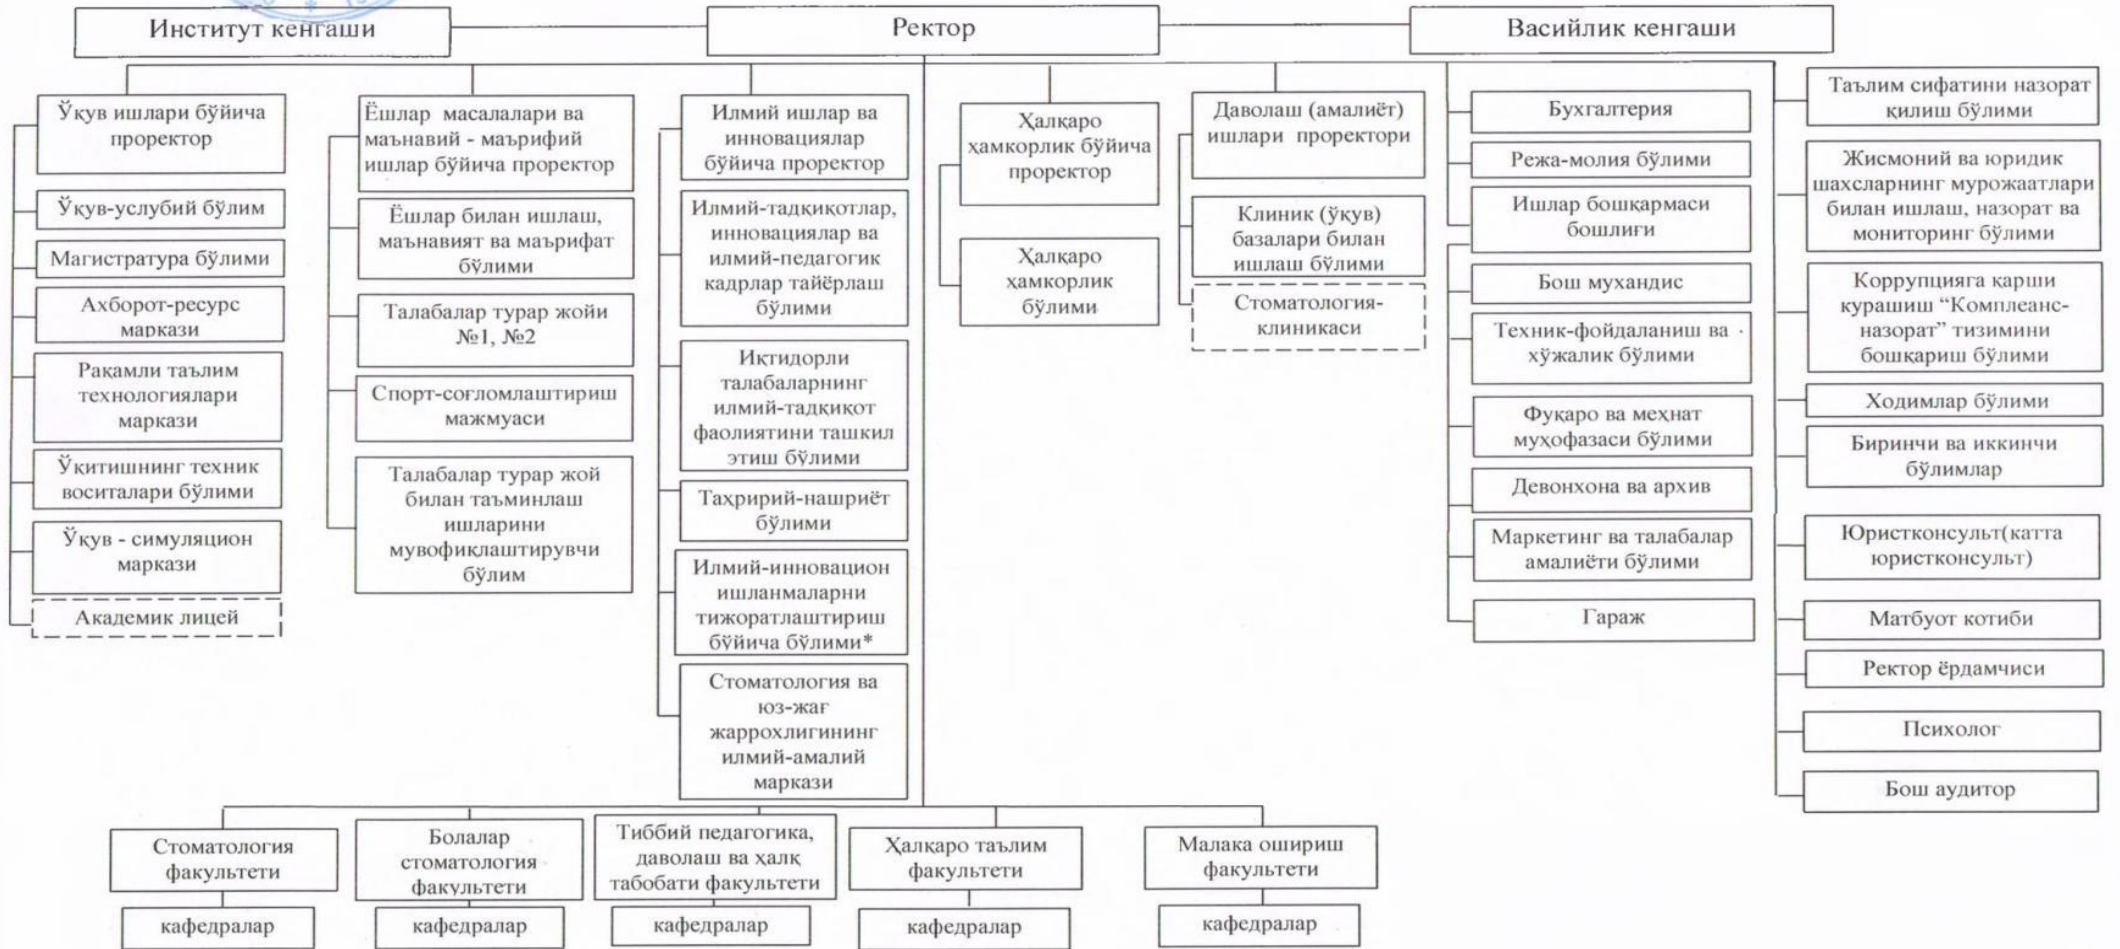 Институт кенгаши
Ректор
Васийлик кенгаши
Ўқув ишлари бўйича
проректор
Ўқув-услубий бўлим
Магистратура бўлими
Ахборот-ресурс
маркази
Рақамли таълим
технологиялари
маркази
Ўқитишнинг техник
воситалари бўлими
Ўқув - симуляцион
маркази
Академик лицей
Ёшлар масалалари ва
маънавий - маърифий
ишлар бўйича проректор
Ёшлар билан ишлаш,
маънавият ва маърифат
бўлими
Талабалар турар жойи
№1, №2
Спорт-соғломлаштириш
мажмуаси
Талабалар турар жой
билан таъминлаш
ишларини
мувофиқлаштирувчи
бўлим
Илмий ишлар ва
инновациялар
бўйича проректор
Илмий-тадқиқотлар,
инновациялар ва
илмий-педагогик
кадрлар тайёрлаш
бўлими
Иқтидорли
талабаларнинг
илмий-тадқиқот
фаолиятини ташкил
этиш бўлими
Таҳририй-нашриёт
бўлими
Илмий-инновацион
ишланмаларни
тижоратлаштириш
бўйича бўлими*
Стоматология ва
юз-жағ
жаррохлигининг
илмий-амалий
маркази
Ҳалқаро
ҳамкорлик бўйича
проректор
Ҳалқаро
ҳамкорлик
бўлими
Даволаш (амалиёт)
ишлари проректори
Клиник (ўқув)
базалари билан
ишлаш бўлими
Стоматология-
клиникаси
Бухгалтерия
Режа-молия бўлими
Ишлар бошқармаси
бошлиғи
Бош мухандис
Техник-фойдаланиш ва
хўжалик бўлими
Фуқаро ва меҳнат
муҳофазаси бўлими
Девонхона ва архив
Маркетинг ва талабалар
амалиёти бўлими
Гараж
Таълим сифатини назорат
қилиш бўлими
Жисмоний ва юридик
шахсларнинг мурожаатлари
билан ишлаш, назорат ва
мониторинг бўлими
Коррупцияга қарши
курашиш “Комплеанс-
назорат” тизимини
бошқариш бўлими
Ходимлар бўлими
Биринчи ва иккинчи
бўлимлар
Юристконсульт(катта
юристконсульт)
Матбуот котиби
Ректор ёрдамчиси
Психолог
Бош аудитор
Стоматология
факультети
кафедралар
Болалар
стоматология
факультети
кафедралар
Тиббий педагогика,
даволаш ва ҳалқ
табобати факультети
кафедралар
Ҳалқаро таълим
факультети
кафедралар
Малака ошириш
факультети
кафедралар